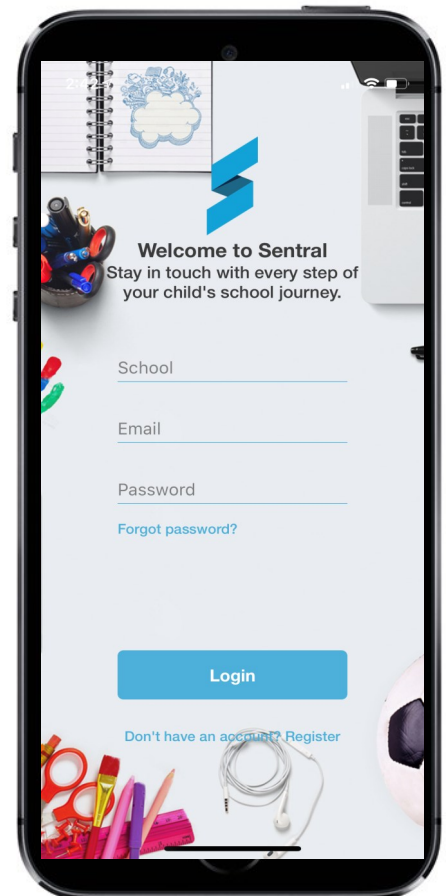 Welcome to Sentral
Stay in touch with every step of
your child's school journey.
School
Email
Password
Forgot password?
Login
Don't have an account? Register